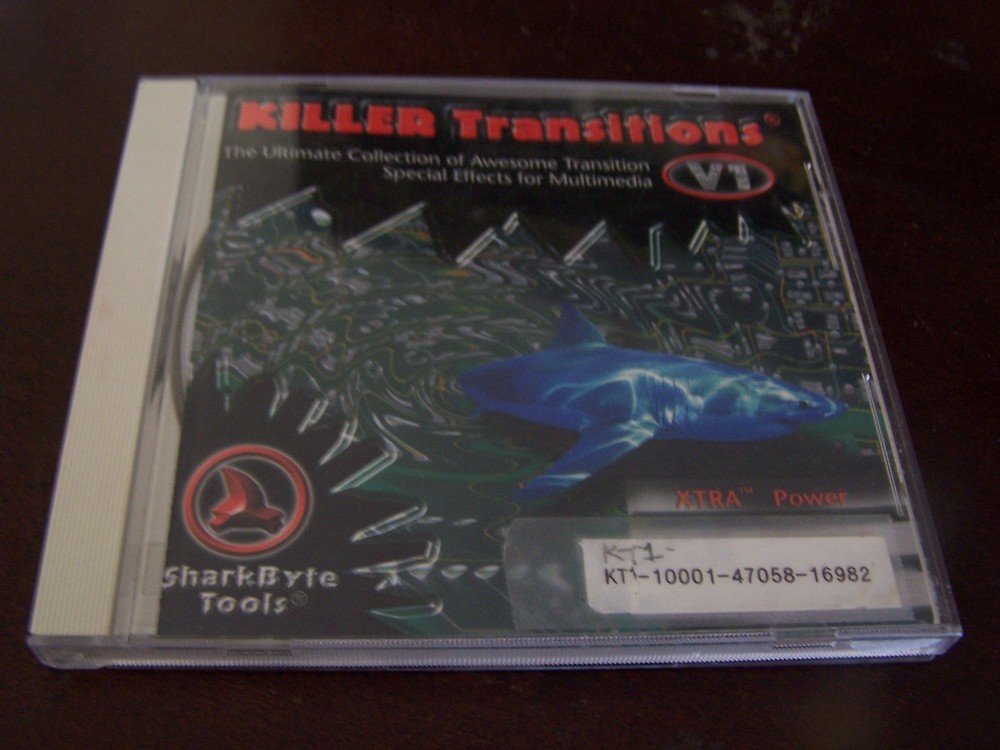 KILLER Transitions®
The Ultimate Collection of Awesome Transition
Special Effects for Multimedia
V1
XTRA™ Power
KT1-
KT1-10001-47058-16982
SharkByte
Tools®